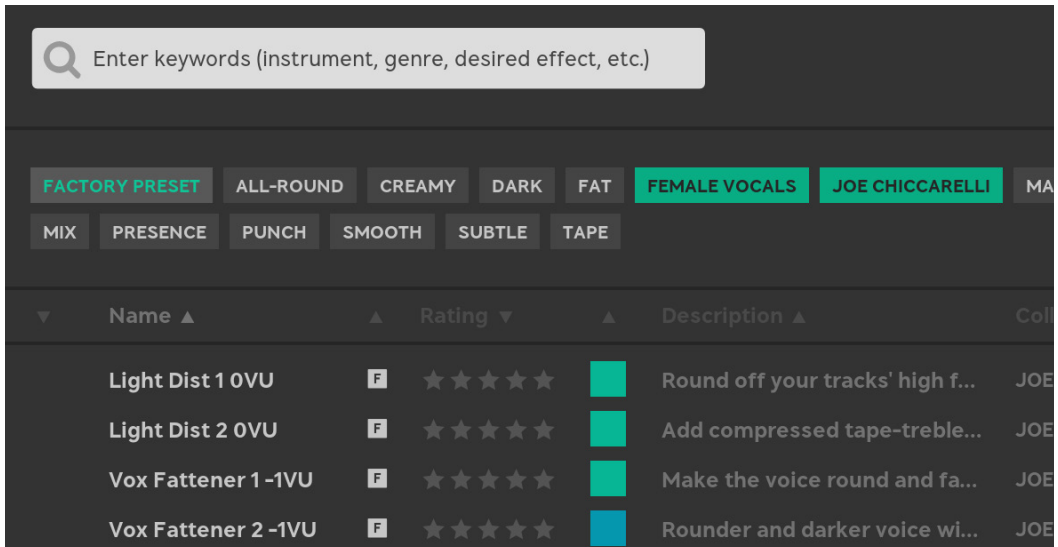 Enter keywords (instrument, genre, desired effect, etc.)
FACTORY PRESET ALL-ROUND CREAMY DARK FAT FEMALE VOCALS JOE CHICCARELLI MA
MIX PRESENCE PUNCH SMOOTH SUBTLE TAPE
▼ Name ▲ ▲ Rating ▼ ▲ Description ▲ Coll
Light Dist 1 0VU F ★★★★★ Round off your tracks' high f... JOE
Light Dist 2 0VU F ★★★★★ Add compressed tape-treble... JOE
Vox Fattener 1 -1VU F ★★★★★ Make the voice round and fa... JOE
Vox Fattener 2 -1VU F ★★★★★ Rounder and darker voice wi... JOE